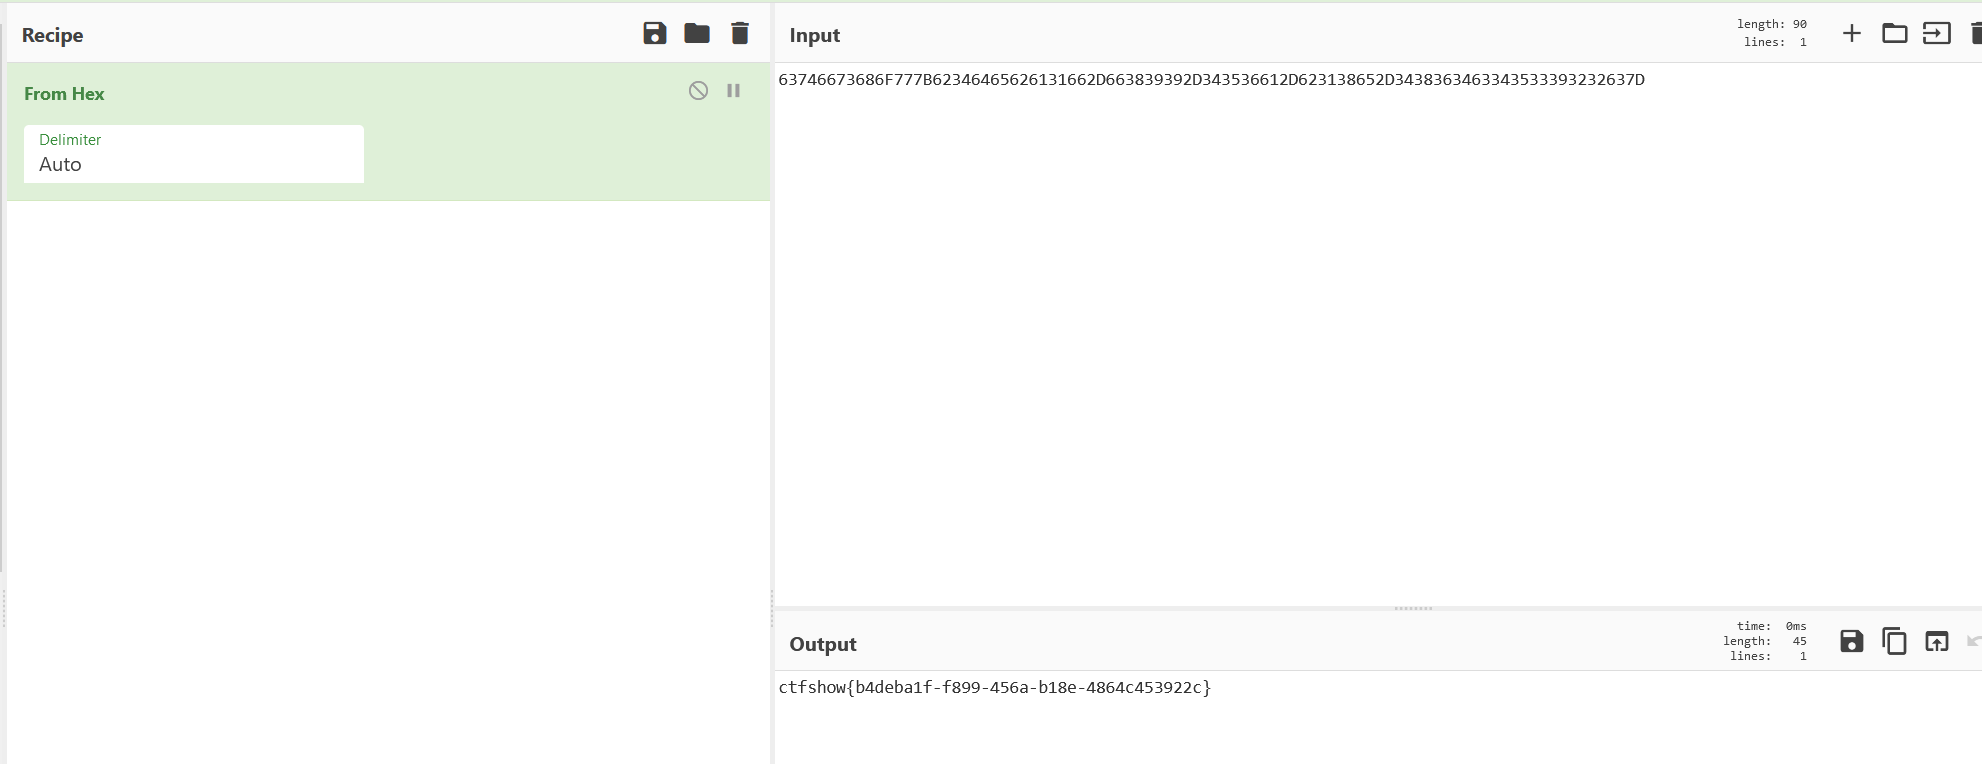 Recipe
From Hex
Delimiter
Auto
Input
length: 90
lines: 1
63746673686F777B62346465626131662D663839392D343536612D623138652D3438363463343533393232637D
Output
time: 0ms
length: 45
lines: 1
ctfshow{b4deba1f-f899-456a-b18e-4864c453922c}